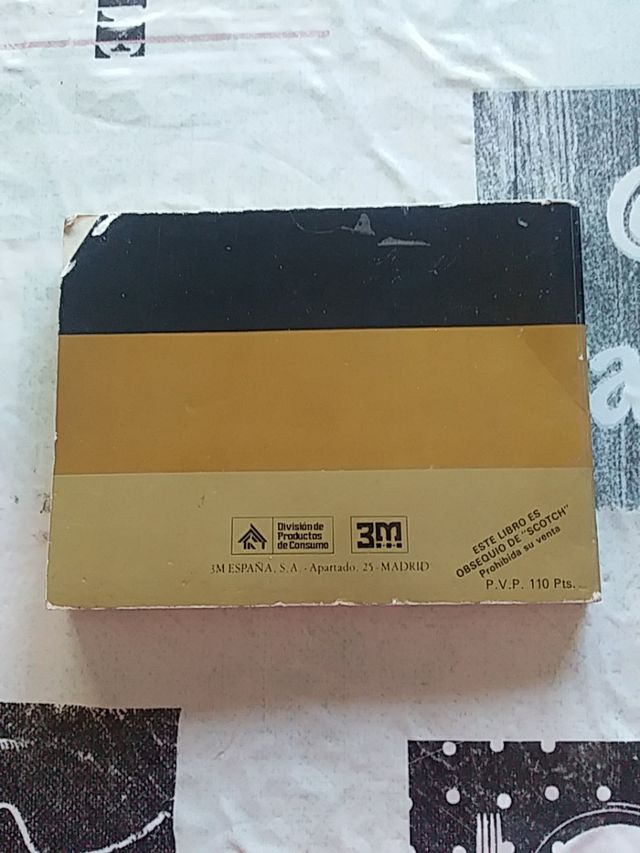 División de
Productos
de Consumo
3M
3M ESPAÑA, S.A. - Apartado, 25 - MADRID
ESTE LIBRO ES
OBSEQUIO DE "SCOTCH"
Prohibida su venta
P.V.P. 110 Pts.